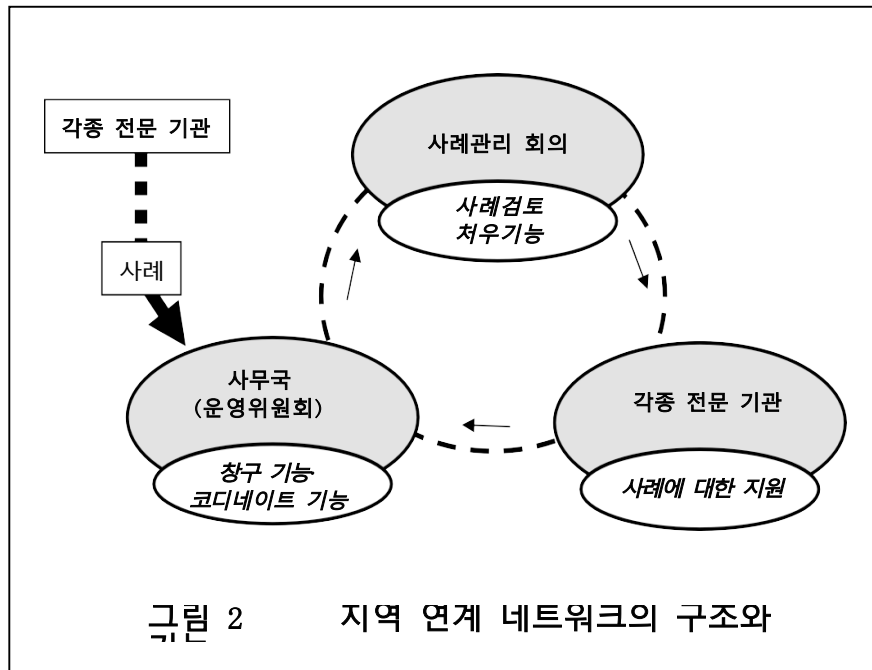 각종 전문 기관
사례
사례관리 회의
사례검토
처우기능
사무국
(운영위원회)
창구 기능
코디네이트 기능
각종 전문 기관
사례에 대한 지원
그림 2 지역 연계 네트워크의 구조와